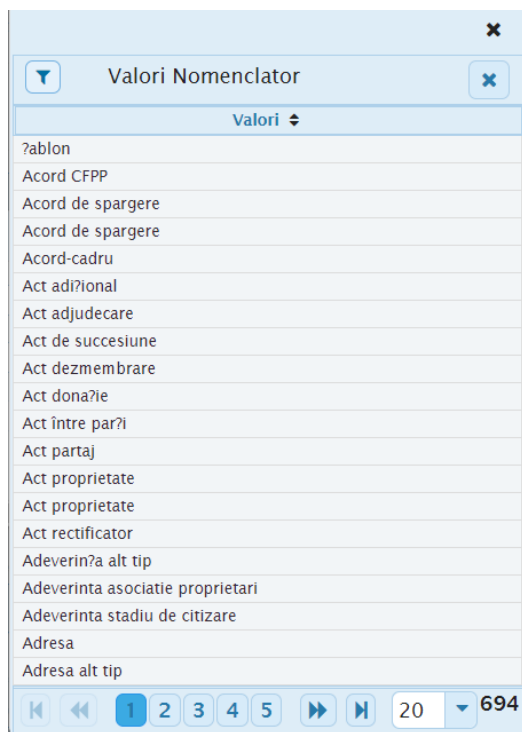 Valori Nomenclator
Valori
?ablon
Acord CFPP
Acord de spargere
Acord de spargere
Acord-cadru
Act adi?ional
Act adjudecare
Act de succesiune
Act dezmembrare
Act dona?ie
Act între par?i
Act partaj
Act proprietate
Act proprietate
Act rectificator
Adeverin?a alt tip
Adeverinta asociatie proprietari
Adeverinta stadiu de citizare
Adresa
Adresa alt tip
1 2 3 4 5 20 694